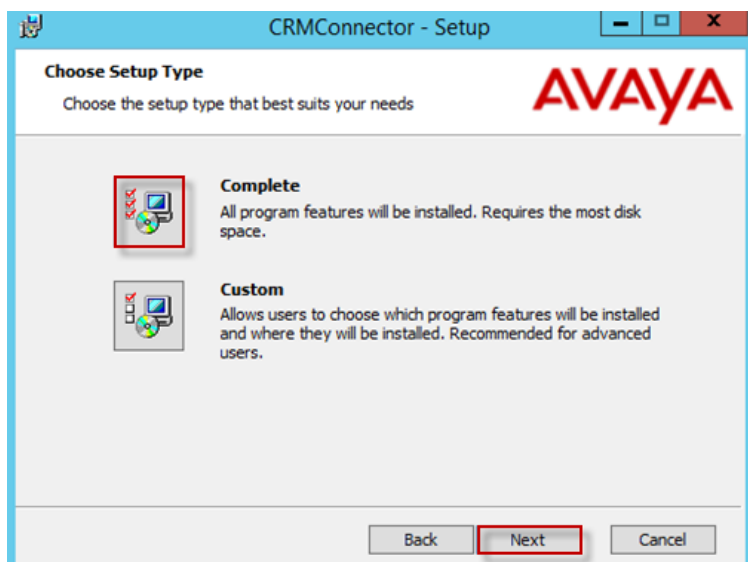 CRMConnector - Setup
Choose Setup Type
Choose the setup type that best suits your needs
AVAYA
Complete
All program features will be installed. Requires the most disk
space.
Custom
Allows users to choose which program features will be installed
and where they will be installed. Recommended for advanced
users.
Back Next Cancel